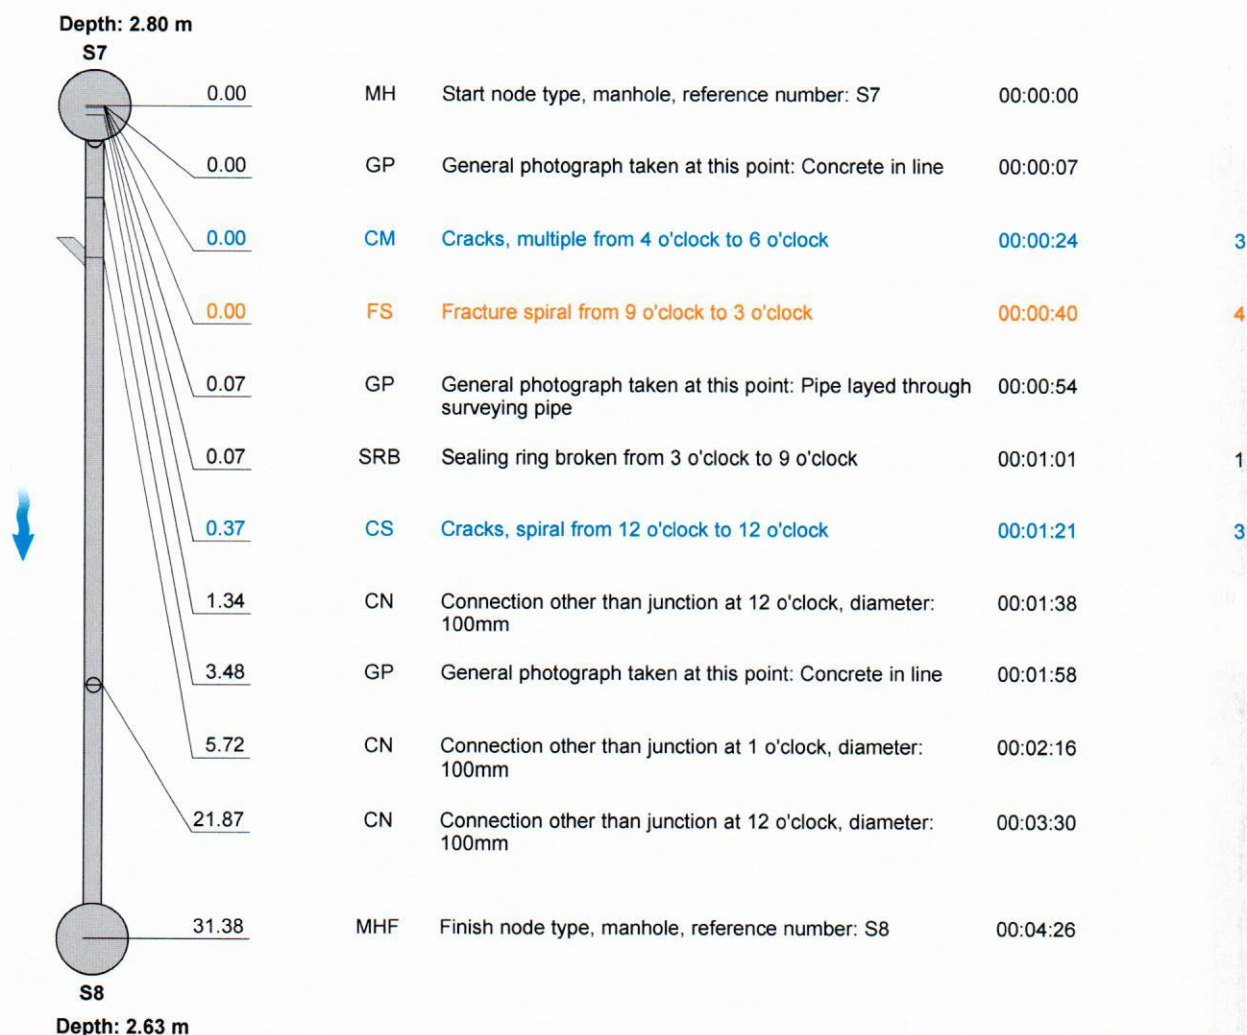 Depth: 2.80 m
S7
0.00 MH Start node type, manhole, reference number: S7 00:00:00
0.00 GP General photograph taken at this point: Concrete in line 00:00:07
0.00 CM Cracks, multiple from 4 o'clock to 6 o'clock 00:00:24 3
0.00 FS Fracture spiral from 9 o'clock to 3 o'clock 00:00:40 4
0.07 GP General photograph taken at this point: Pipe layed through 00:00:54
surveying pipe
0.07 SRB Sealing ring broken from 3 o'clock to 9 o'clock 00:01:01 1
0.37 CS Cracks, spiral from 12 o'clock to 12 o'clock 00:01:21 3
1.34 CN Connection other than junction at 12 o'clock, diameter: 00:01:38
100mm
3.48 GP General photograph taken at this point: Concrete in line 00:01:58
5.72 CN Connection other than junction at 1 o'clock, diameter: 00:02:16
100mm
21.87 CN Connection other than junction at 12 o'clock, diameter: 00:03:30
100mm
31.38 MHF Finish node type, manhole, reference number: S8 00:04:26
S8
Depth: 2.63 m